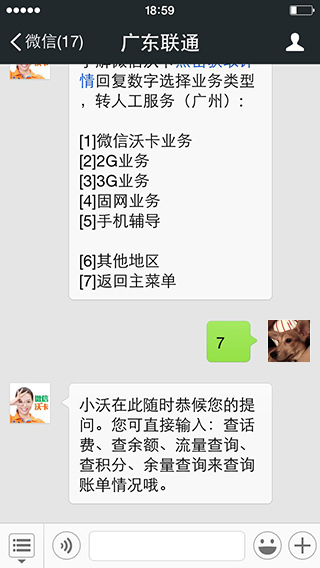 18:59
微信(17)
广东联通
情回复数字选择业务类型
，转人工服务（广州）：
[1]微信沃卡业务
[2]2G业务
[3]3G业务
[4]固网业务
[5]手机辅导
[6]其他地区
[7]返回主菜单
7
微信
沃卡
小沃在此随时恭候您的提
问。您可直接输入：查话
费、查余额、流量查询、
查积分、余量查询来查询
账单情况哦。